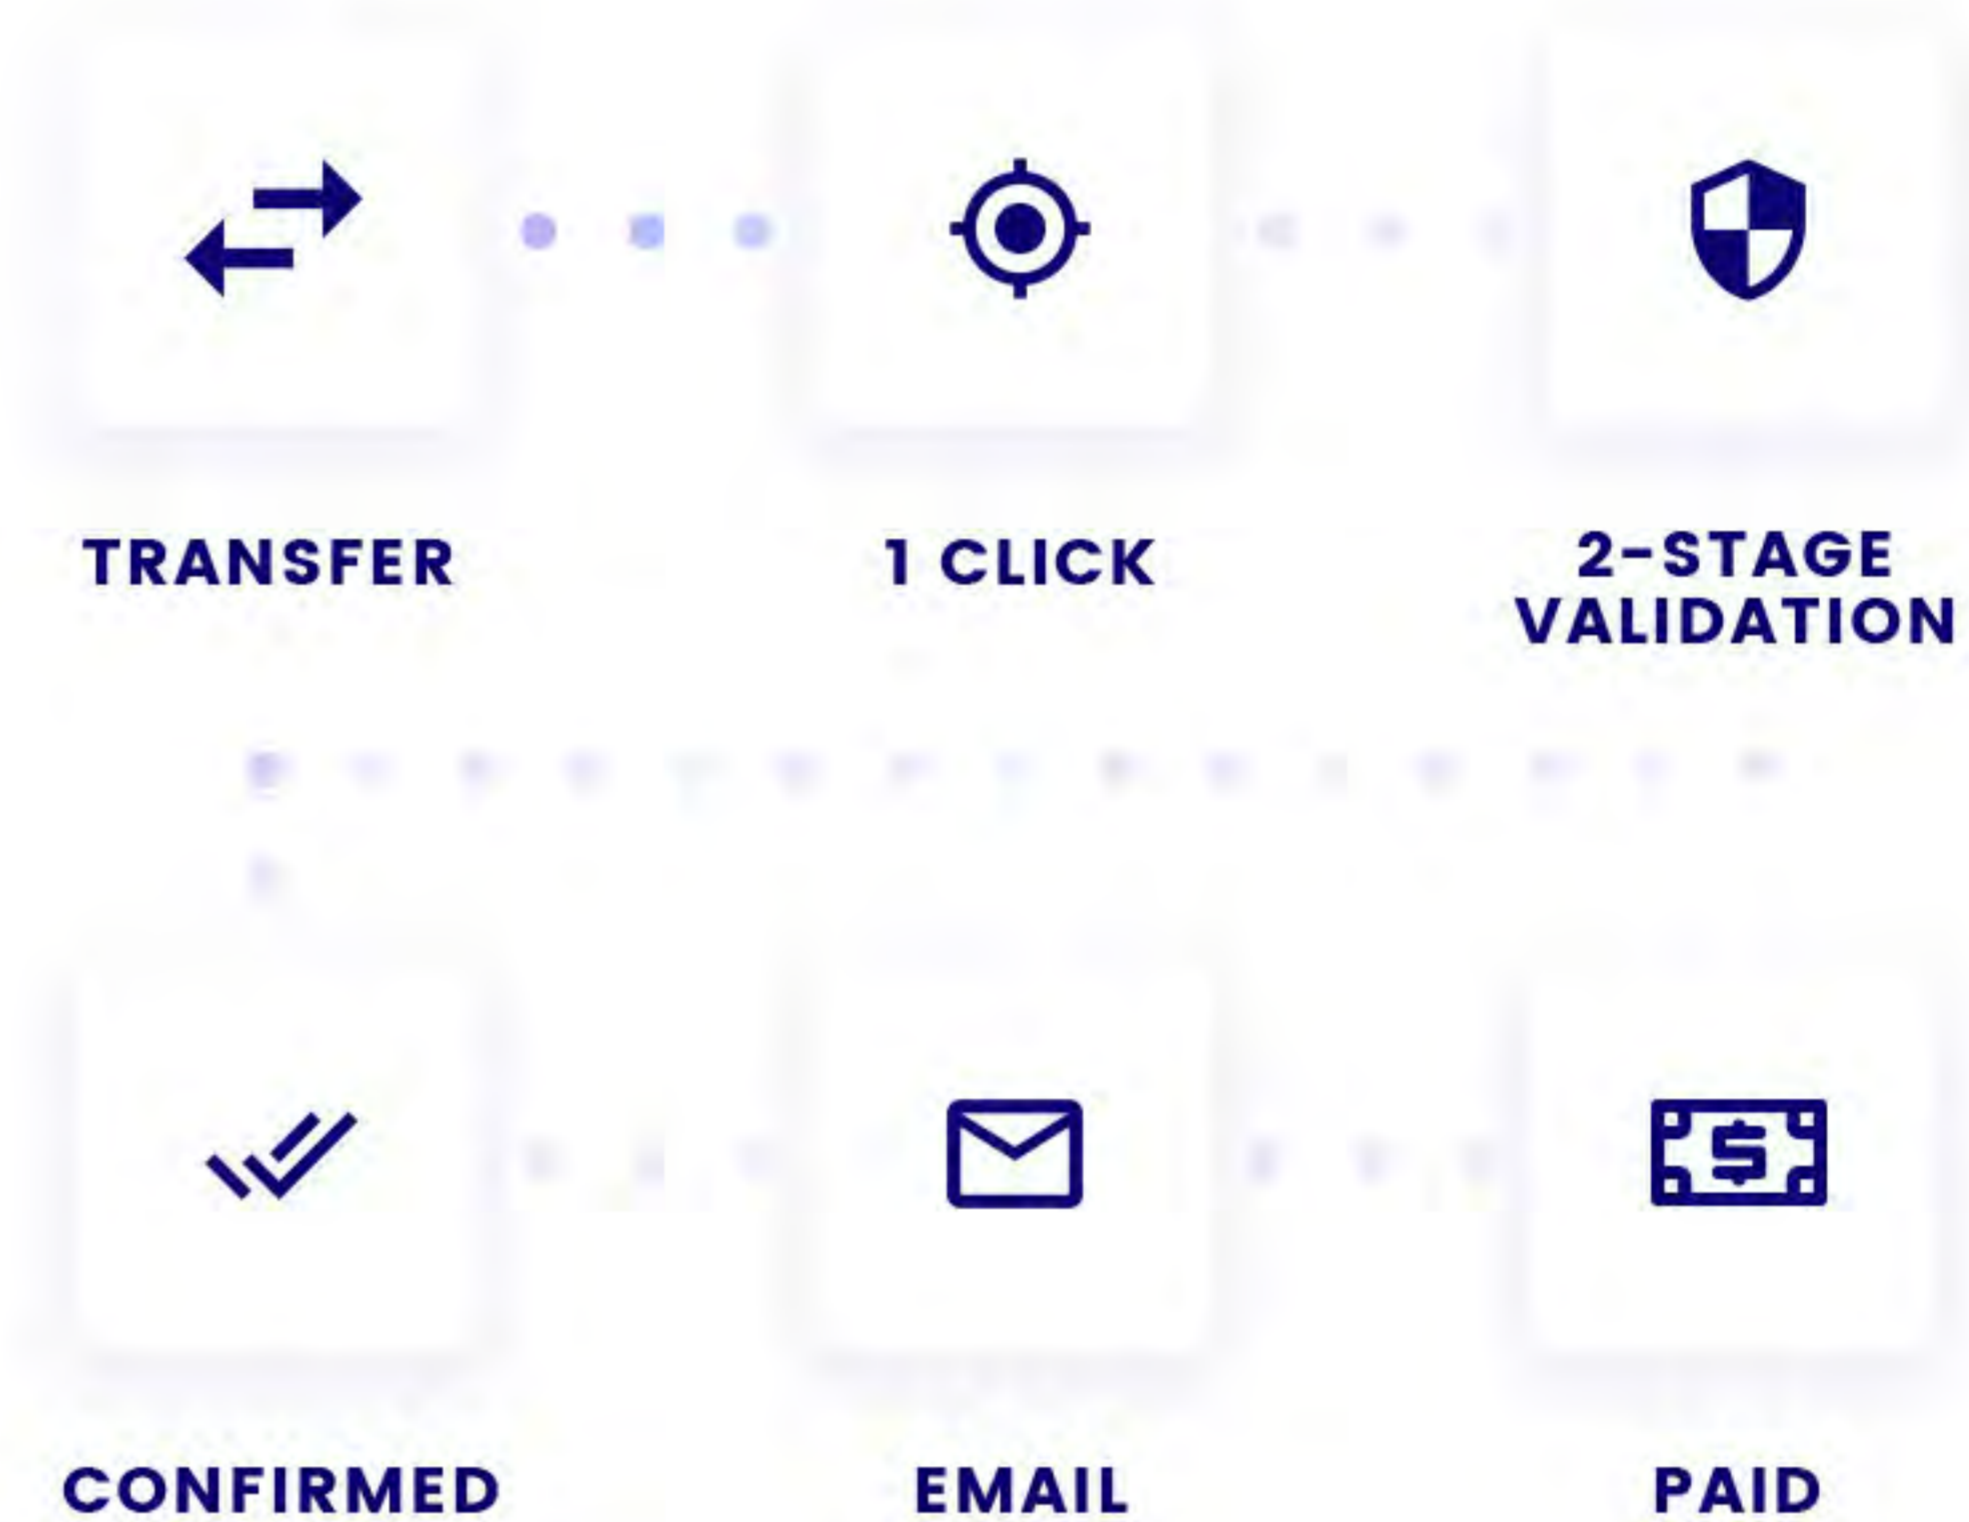 TRANSFER
1 CLICK
2-STAGE
VALIDATION
CONFIRMED
EMAIL
PAID